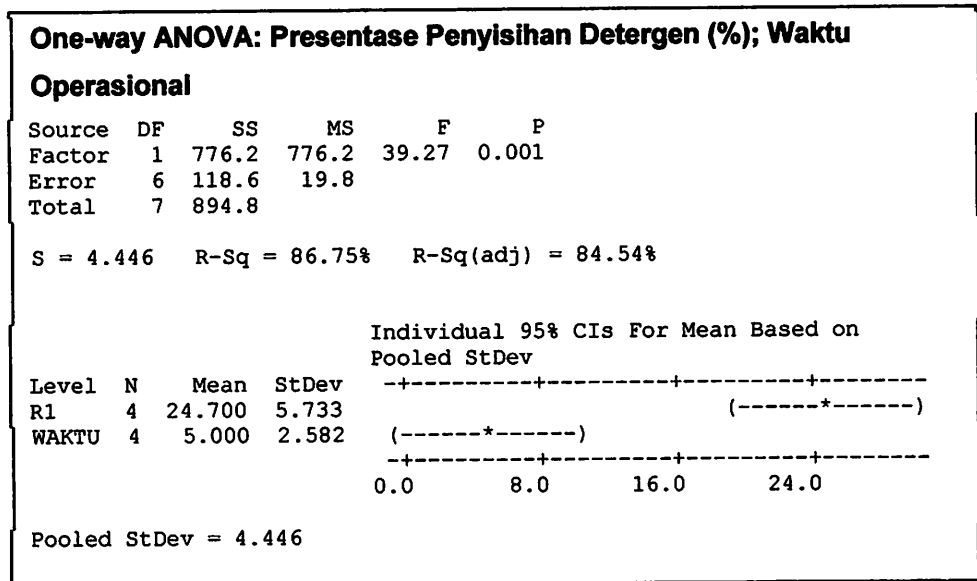 One-way ANOVA: Presentase Penyisihan Detergen (%); Waktu
Operasional
Source  DF     SS     MS      F      P
Factor   1  776.2  776.2  39.27  0.001
Error    6  118.6   19.8
Total    7  894.8
S = 4.446   R-Sq = 86.75%   R-Sq(adj) = 84.54%
Individual 95% CIs For Mean Based on
Pooled StDev
Level  N    Mean  StDev  -+---------+---------+---------+--------
R1     4  24.700  5.733                          (------*------)
WAKTU  4   5.000  2.582  (------*------)
-+---------+---------+---------+--------
0.0       8.0      16.0      24.0
Pooled StDev = 4.446